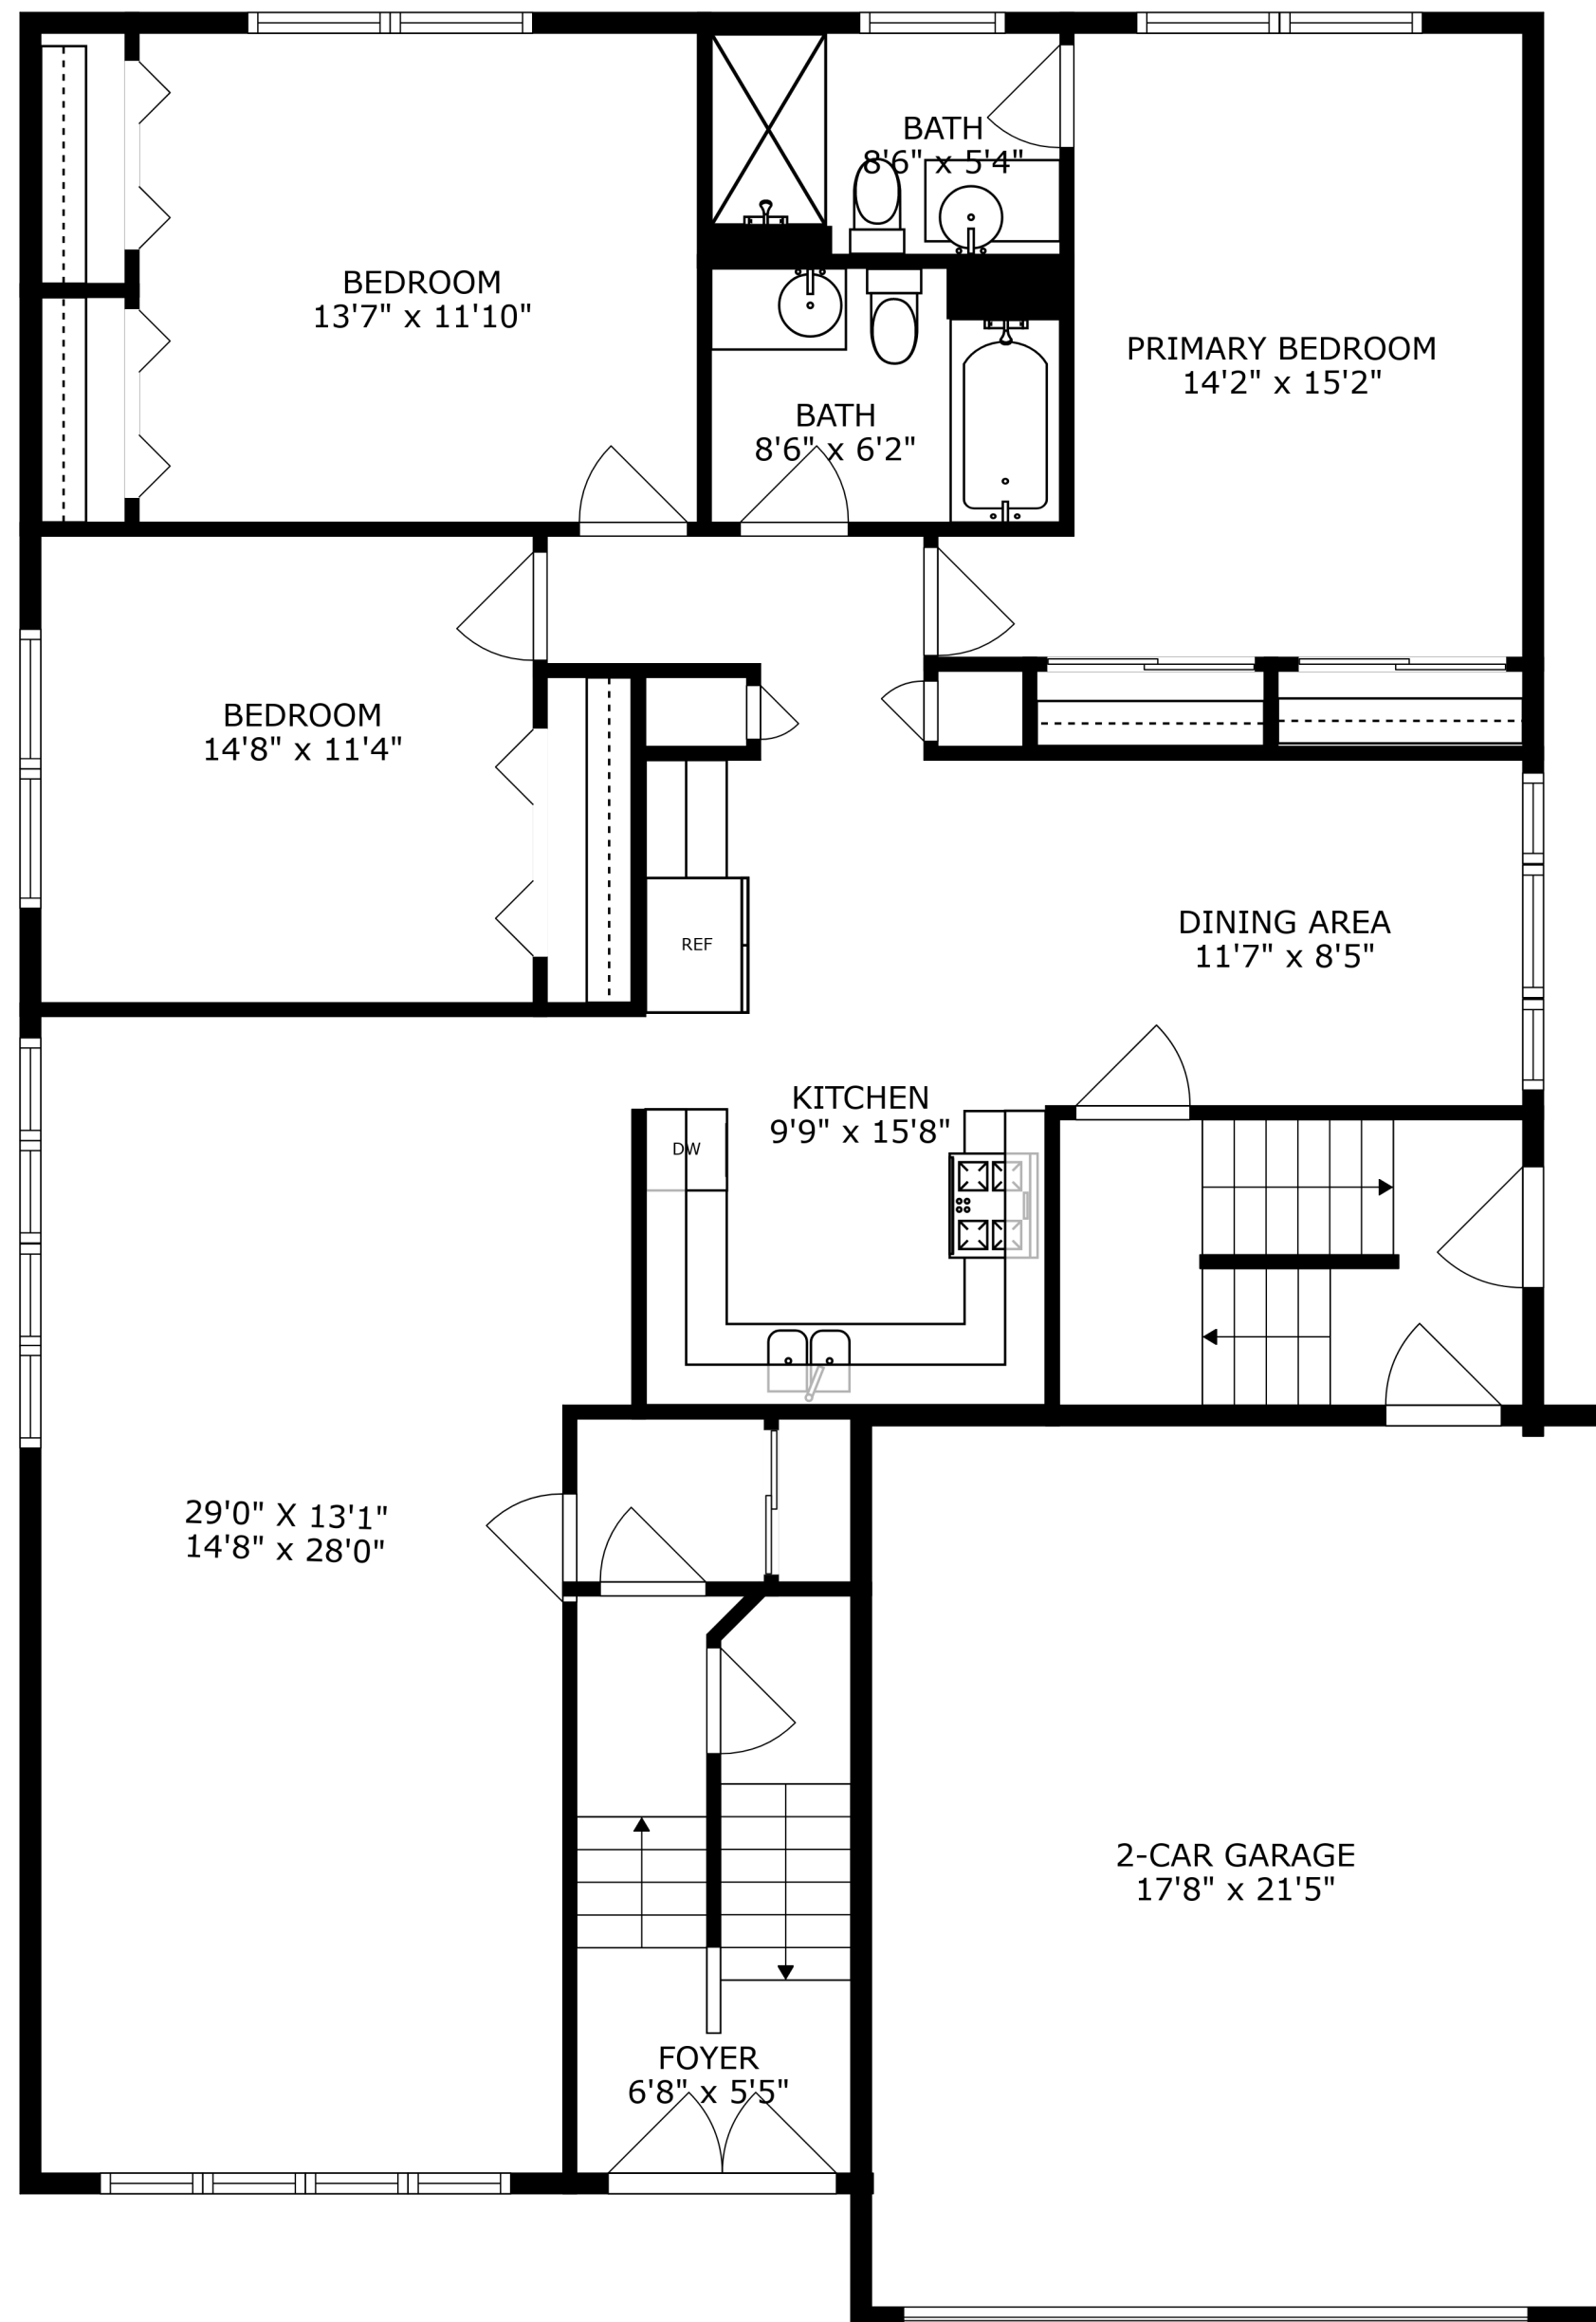 BATH
8'6" x 5'4"
BEDROOM
13'7" x 11'10"
PRIMARY BEDROOM
14'2" x 15'2"
BATH
8'6" x 6'2"
BEDROOM
14'8" x 11'4"
DINING AREA
11'7" x 8'5"
REF
KITCHEN
9'9" x 15'8"
DW
29'0" X 13'1"
14'8" x 28'0"
2-CAR GARAGE
17'8" x 21'5"
FOYER
6'8" x 5'5"